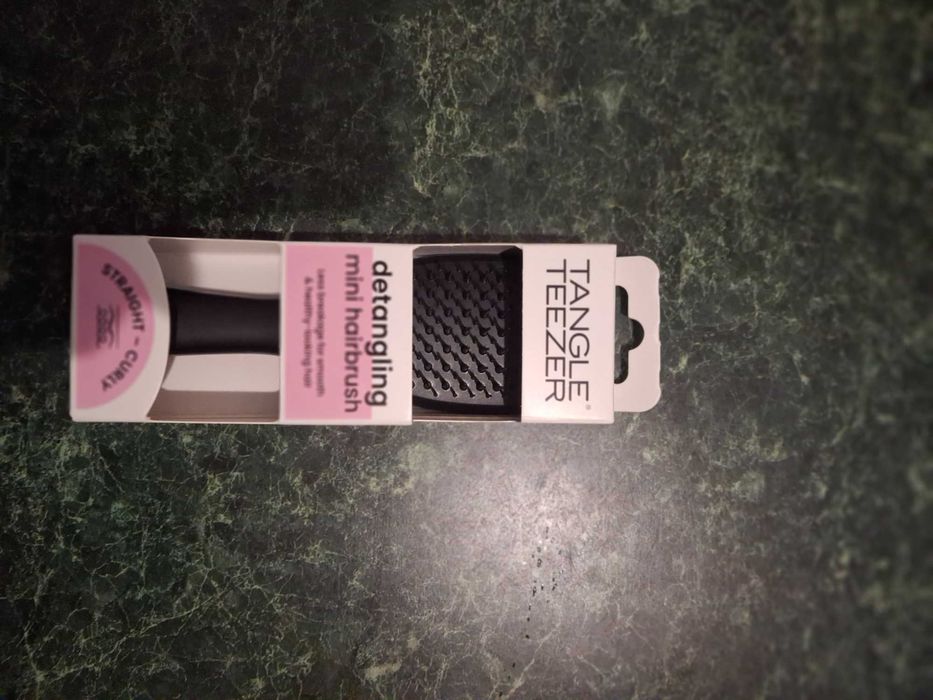 TANGLE
TEEZER®
detangling
mini hairbrush
Less breakage for smooth
& healthy-looking hair
STRAIGHT – CURLY